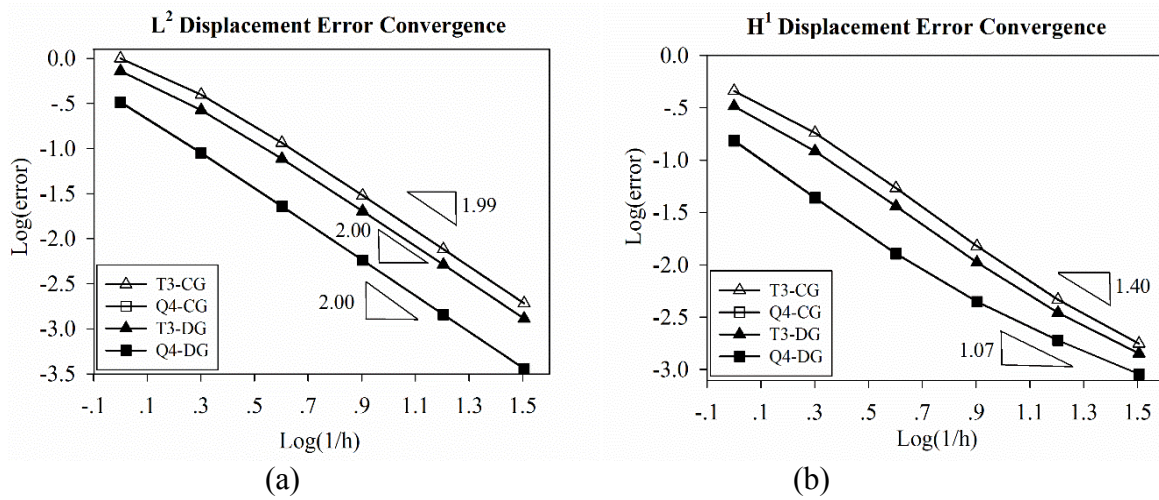 L² Displacement Error Convergence
Log(error)
0.0
-.5
-1.0
-1.5
-2.0
-2.5
-3.0
-3.5
1.99
2.00
2.00
T3-CG
Q4-CG
T3-DG
Q4-DG
-.1 .1 .3 .5 .7 .9 1.1 1.3 1.5
Log(1/h)
(a)
H¹ Displacement Error Convergence
Log(error)
0.0
-.5
-1.0
-1.5
-2.0
-2.5
-3.0
1.40
1.07
T3-CG
Q4-CG
T3-DG
Q4-DG
-.1 .1 .3 .5 .7 .9 1.1 1.3 1.5
Log(1/h)
(b)